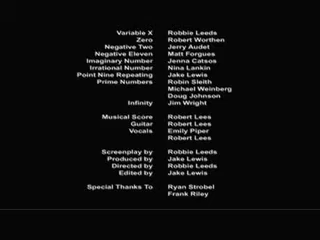 Variable X Robbie Leeds
Zero Robert Worthen
Negative Two Jerry Audet
Negative Eleven Matt Forgues
Imaginary Number Jenna Catsos
Irrational Number Nina Lankin
Point Nine Repeating Jake Lewis
Prime Numbers Robin Sleith
Michael Weinberg
Doug Johnson
Infinity Jim Wright
Musical Score Robert Lees
Guitar Robert Lees
Vocals Emily Piper
Robert Lees
Screenplay by Robbie Leeds
Produced by Jake Lewis
Directed by Robbie Leeds
Edited by Jake Lewis
Special Thanks To Ryan Strobel
Frank Riley